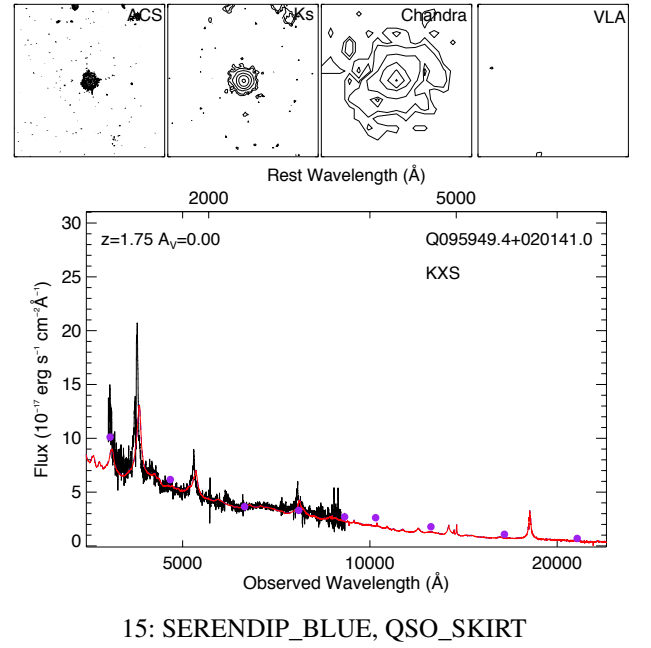 ACS Ks Chandra VLA
Rest Wavelength (Å)
2000 5000
z=1.75 A_V=0.00 Q095949.4+020141.0
KXS
30
25
20
15
10
5
0
Flux (10⁻¹⁷ erg s⁻¹ cm⁻²Å⁻¹)
5000 10000 20000
Observed Wavelength (Å)
15: SERENDIP_BLUE, QSO_SKIRT